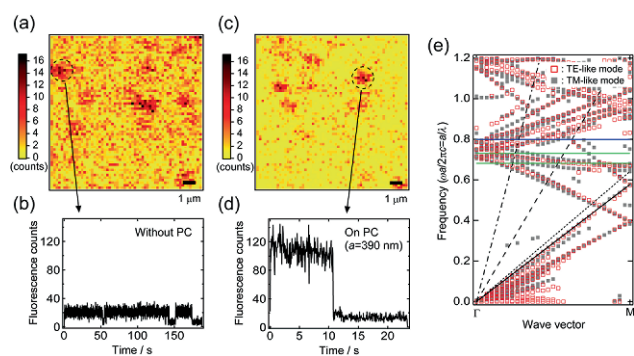 (a)
16
14
12
10
8
6
4
2
0
(counts)
1 μm
(b)
Without PC
Fluorescence counts
120
80
40
0
0 50 100 150
Time / s
(c)
16
14
12
10
8
6
4
2
0
(counts)
1 μm
(d)
On PC
(a=390 nm)
Fluorescence counts
120
80
40
0
0 10 20
Time / s
(e)
: TE-like mode
: TM-like mode
Frequency (ωa/2πc=a/λ)
1.2
1.0
0.8
0.6
0.4
0.2
0.0
Γ M
Wave vector